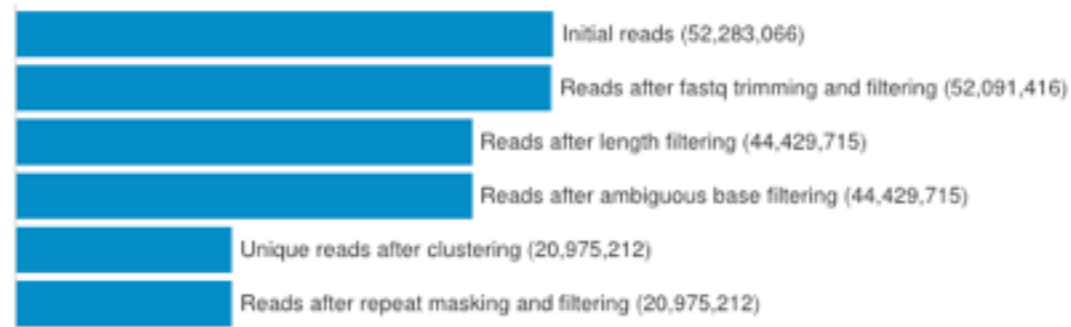 Initial reads (52,283,066)
Reads after fastq trimming and filtering (52,091,416)
Reads after length filtering (44,429,715)
Reads after ambiguous base filtering (44,429,715)
Unique reads after clustering (20,975,212)
Reads after repeat masking and filtering (20,975,212)